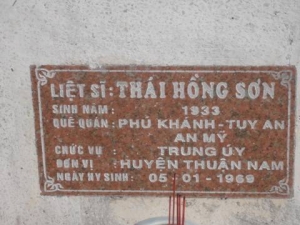 LIỆT SĨ : THÁI HỒNG SƠN
SINH NĂM : 1933
QUÊ QUÁN : PHÚ KHÁNH - TUY AN
AN MỸ
CHỨC VỤ : TRUNG ÚY
ĐƠN VỊ : HUYỆN THUẬN NAM
NGÀY HY SINH : 05 - 01 - 1969